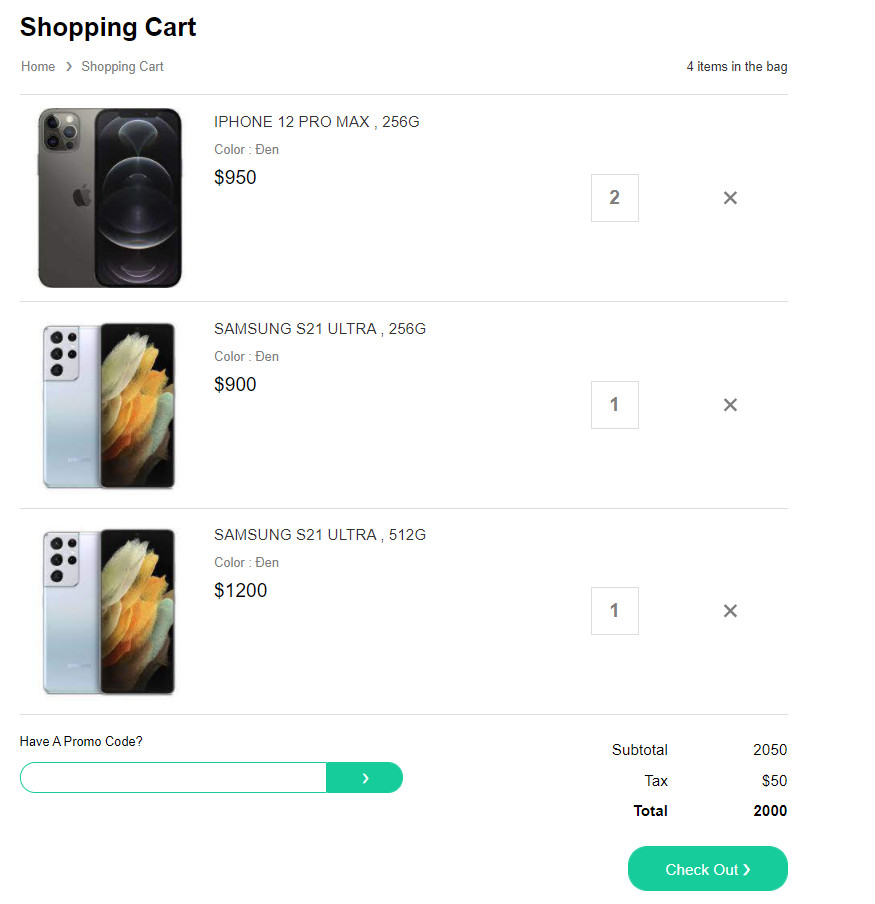 Shopping Cart
Home > Shopping Cart
4 items in the bag
IPHONE 12 PRO MAX , 256G
Color : Đen
$950
2
×
SAMSUNG S21 ULTRA , 256G
Color : Đen
$900
1
×
SAMSUNG S21 ULTRA , 512G
Color : Đen
$1200
1
×
Have A Promo Code?
Subtotal 2050
Tax $50
Total 2000
Check Out >